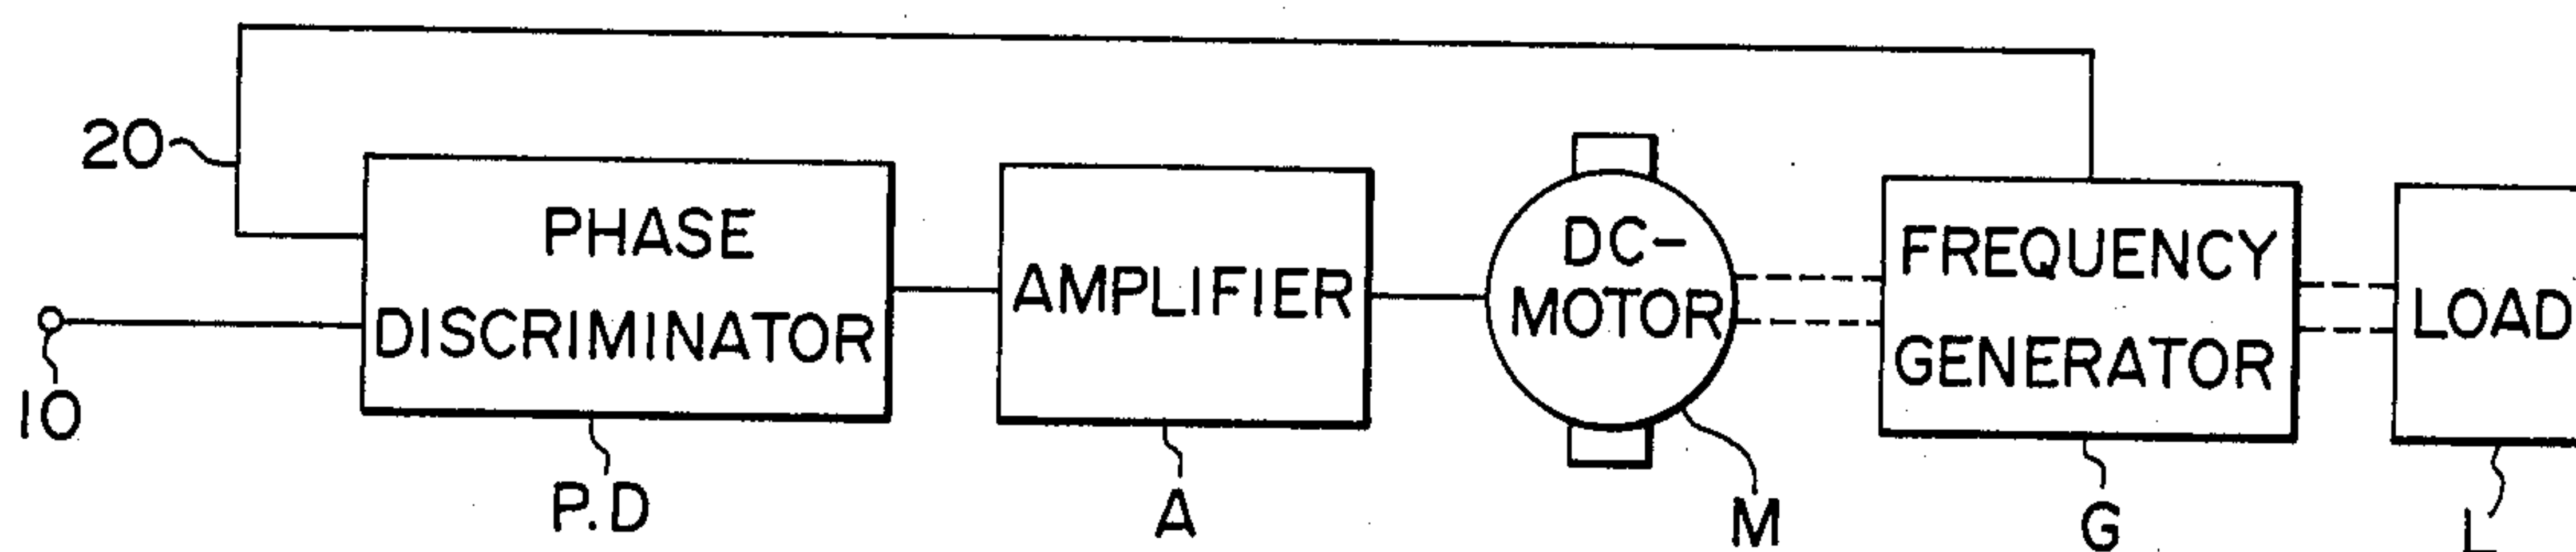 20
10
PHASE
DISCRIMINATOR
P.D
AMPLIFIER
A
DC-
MOTOR
M
FREQUENCY
GENERATOR
G
LOAD
L